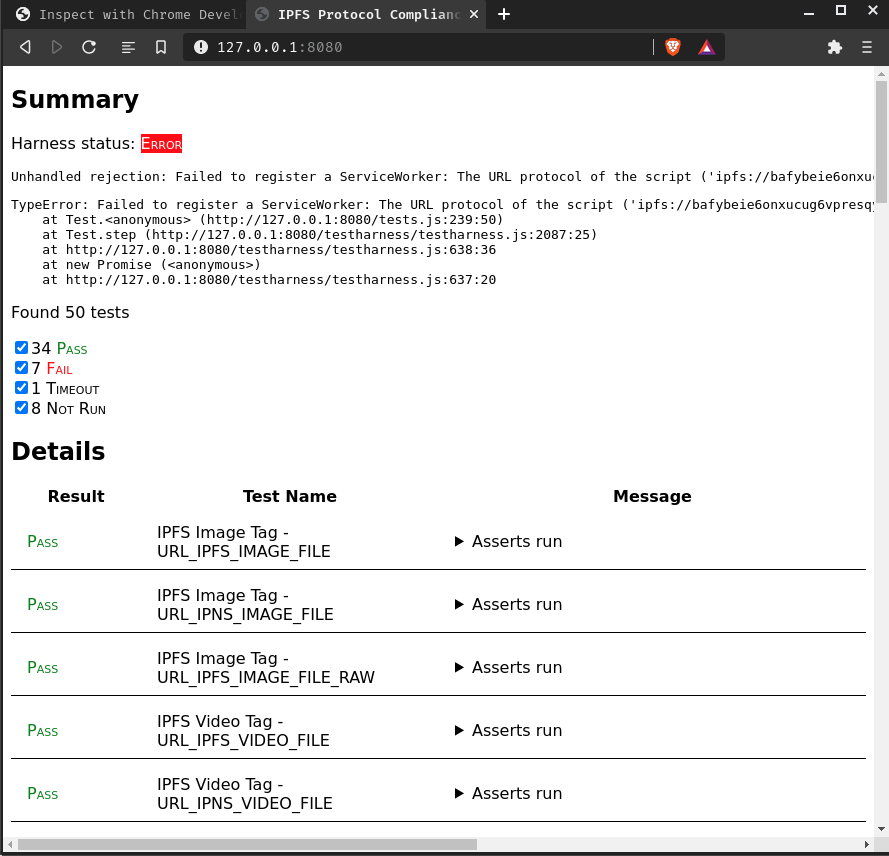 Inspect with Chrome Devel
IPFS Protocol Complianc
127.0.0.1:8080
Summary
Harness status: Error
Unhandled rejection: Failed to register a ServiceWorker: The URL protocol of the script ('ipfs://bafybeie6onxuc
TypeError: Failed to register a ServiceWorker: The URL protocol of the script ('ipfs://bafybeie6onxucug6vpresqy
at Test.<anonymous> (http://127.0.0.1:8080/tests.js:239:50)
at Test.step (http://127.0.0.1:8080/testharness/testharness.js:2087:25)
at http://127.0.0.1:8080/testharness/testharness.js:638:36
at new Promise (<anonymous>)
at http://127.0.0.1:8080/testharness/testharness.js:637:20
Found 50 tests
34 Pass
7 Fail
1 Timeout
8 Not Run
Details
Result Test Name Message
Pass IPFS Image Tag - Asserts run
URL_IPFS_IMAGE_FILE
Pass IPFS Image Tag - Asserts run
URL_IPNS_IMAGE_FILE
Pass IPFS Image Tag - Asserts run
URL_IPFS_IMAGE_FILE_RAW
Pass IPFS Video Tag - Asserts run
URL_IPFS_VIDEO_FILE
Pass IPFS Video Tag - Asserts run
URL_IPNS_VIDEO_FILE